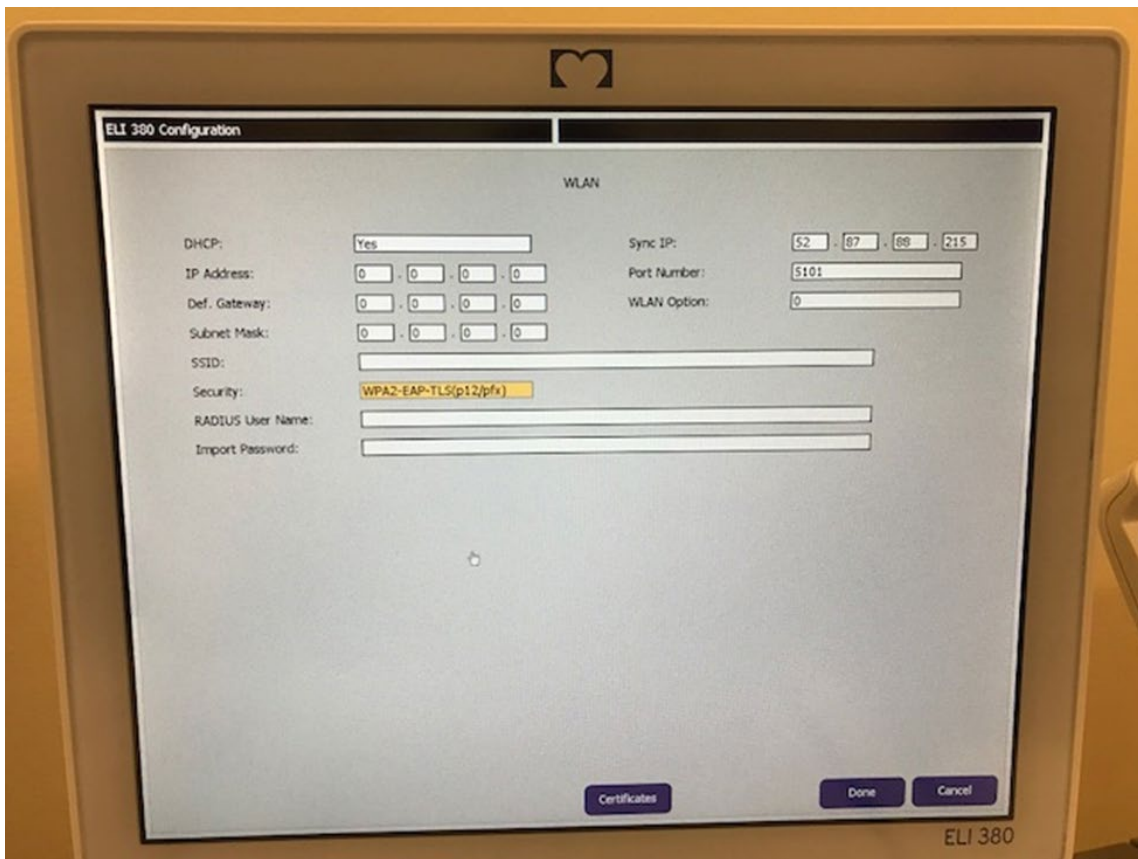 ELI 380 Configuration
WLAN
DHCP: Yes Sync IP: 52 . 87 . 88 . 215
IP Address: 0 . 0 . 0 . 0 Port Number: 5101
Def. Gateway: 0 . 0 . 0 . 0 WLAN Option: 0
Subnet Mask: 0 . 0 . 0 . 0
SSID:
Security: WPA2-EAP-TLS(p12/pfx)
RADIUS User Name:
Import Password:
Certificates Done Cancel
ELI 380